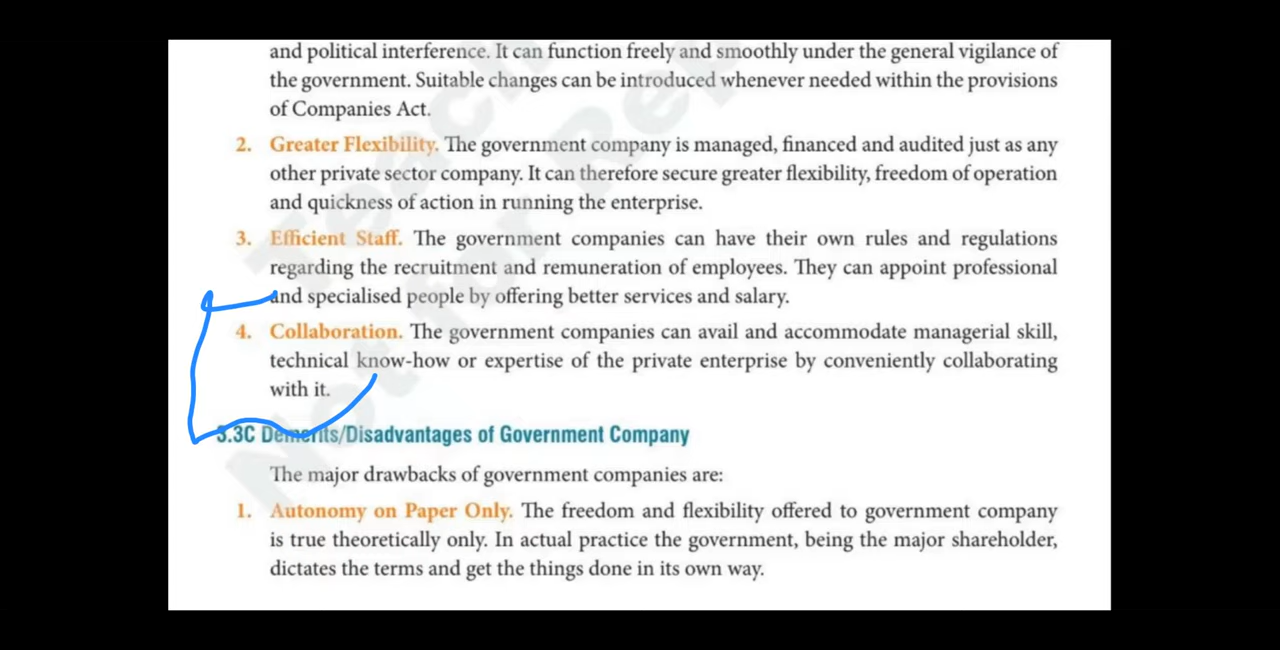 and political interference. It can function freely and smoothly under the general vigilance of
the government. Suitable changes can be introduced whenever needed within the provisions
of Companies Act.
2. Greater Flexibility. The government company is managed, financed and audited just as any
other private sector company. It can therefore secure greater flexibility, freedom of operation
and quickness of action in running the enterprise.
3. Efficient Staff. The government companies can have their own rules and regulations
regarding the recruitment and remuneration of employees. They can appoint professional
and specialised people by offering better services and salary.
4. Collaboration. The government companies can avail and accommodate managerial skill,
technical know-how or expertise of the private enterprise by conveniently collaborating
with it.
3.3C Demerits/Disadvantages of Government Company
The major drawbacks of government companies are:
1. Autonomy on Paper Only. The freedom and flexibility offered to government company
is true theoretically only. In actual practice the government, being the major shareholder,
dictates the terms and get the things done in its own way.